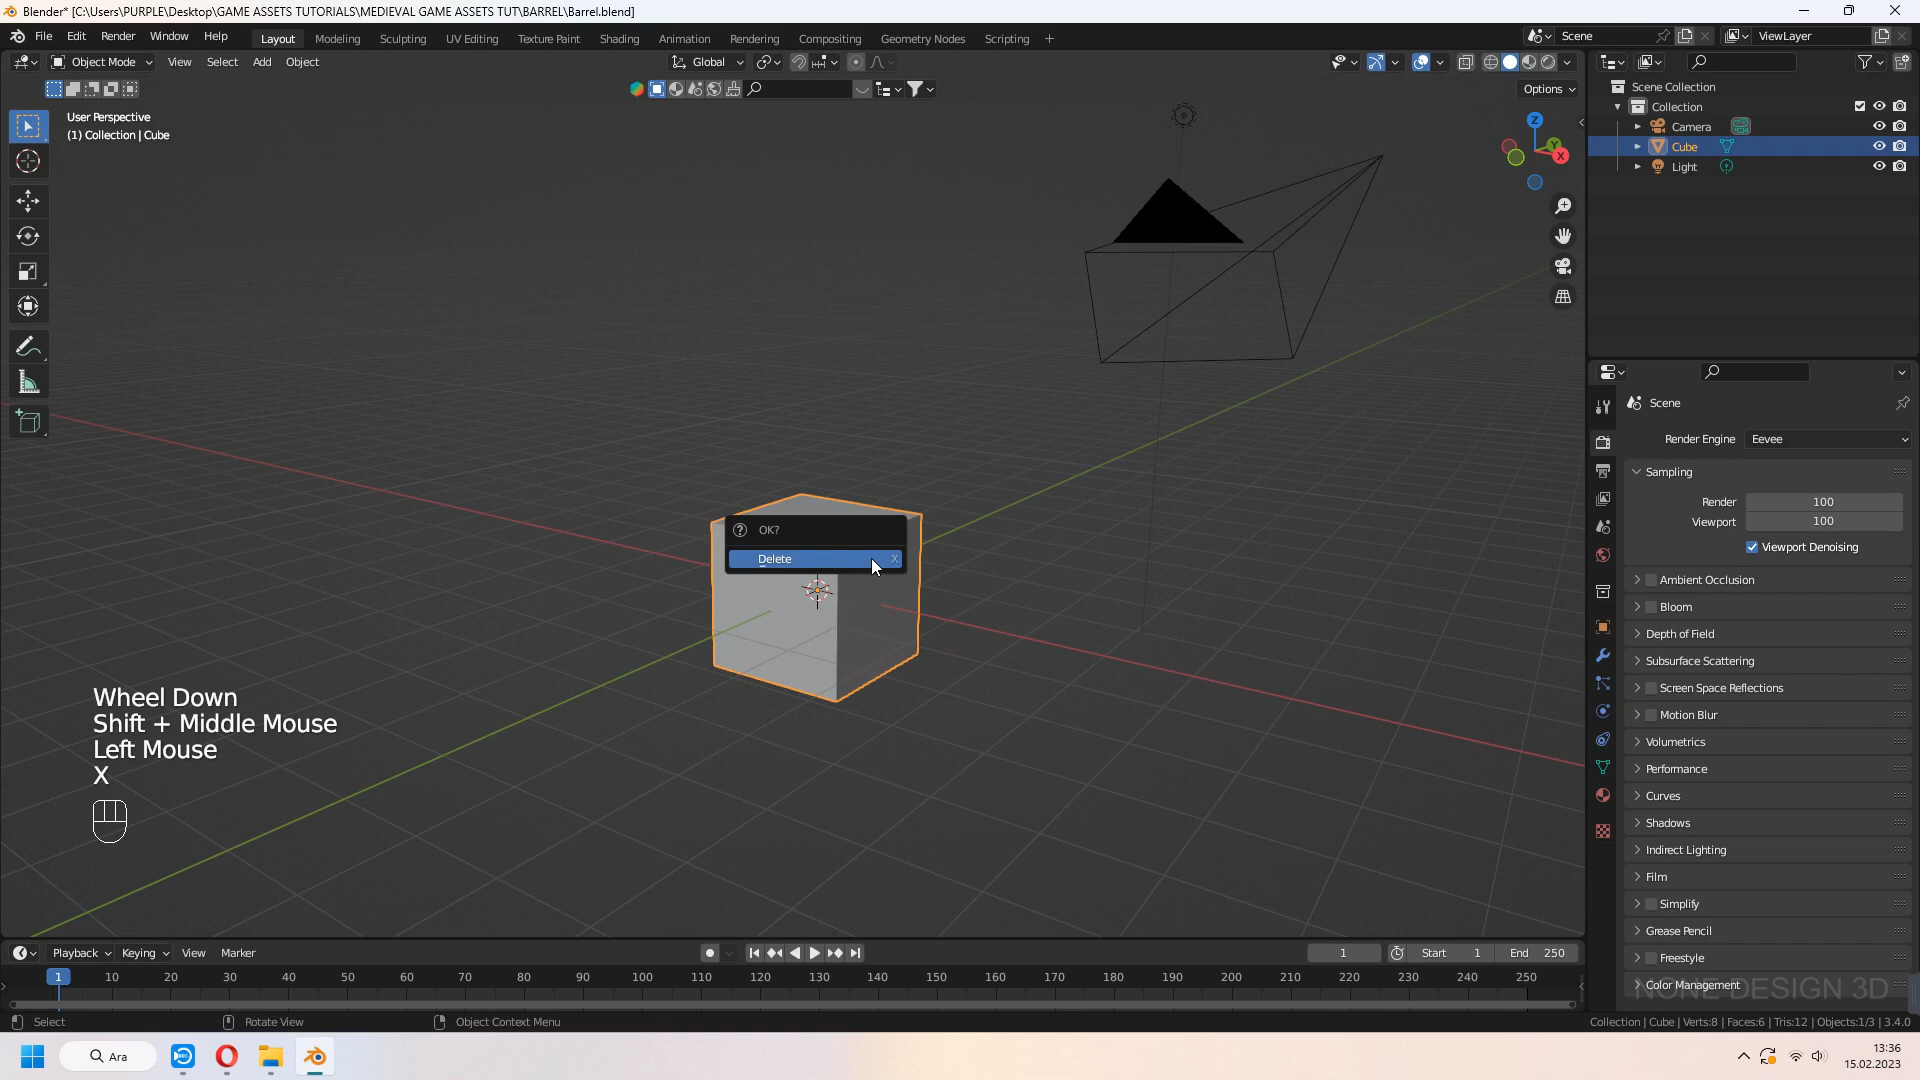 Blender* [C:\Users\PURPLE\Desktop\GAME ASSETS TUTORIALS\MEDIEVAL GAME ASSETS TUT\BARREL\Barrel.blend]
File Edit Render Window Help Layout Modeling Sculpting UV Editing Texture Paint Shading Animation Rendering Compositing Geometry Nodes Scripting + Scene ViewLayer
Object Mode View Select Add Object Global
Options
User Perspective
(1) Collection | Cube
Z
Y
X
Scene Collection
Collection
Camera
Cube
Light
OK?
Delete X
Wheel Down
Shift + Middle Mouse
Left Mouse
X
Scene
Render Engine Eevee
Sampling
Render 100
Viewport 100
Viewport Denoising
Ambient Occlusion
Bloom
Depth of Field
Subsurface Scattering
Screen Space Reflections
Motion Blur
Volumetrics
Performance
Curves
Shadows
Indirect Lighting
Film
Simplify
Grease Pencil
Freestyle
Color Management
NONE DESIGN 3D
Playback Keying View Marker 1 Start 1 End 250
1 10 20 30 40 50 60 70 80 90 100 110 120 130 140 150 160 170 180 190 200 210 220 230 240 250
Select Rotate View Object Context Menu Collection | Cube | Verts:8 | Faces:6 | Tris:12 | Objects:1/3 | 3.4.0
Ara
13:36
15.02.2023